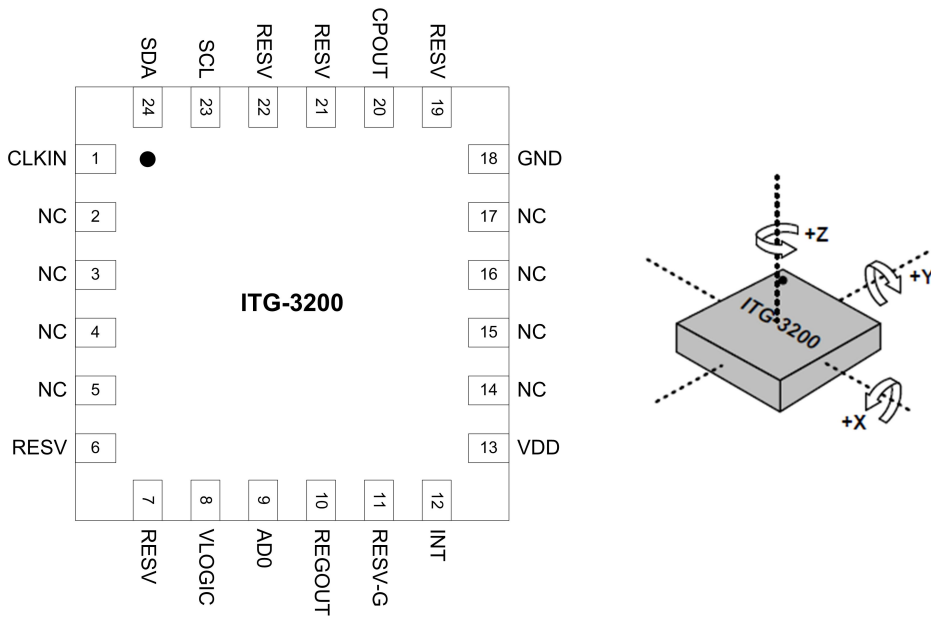 SDA
SCL
RESV
RESV
CPOUT
RESV
24
23
22
21
20
19
CLKIN 1
18 GND
NC 2
17 NC
NC 3
16 NC
NC 4
15 NC
NC 5
14 NC
RESV 6
13 VDD
ITG-3200
7
8
9
10
11
12
RESV
VLOGIC
AD0
REGOUT
RESV-G
INT
+Z
+Y
ITG-3200
+X